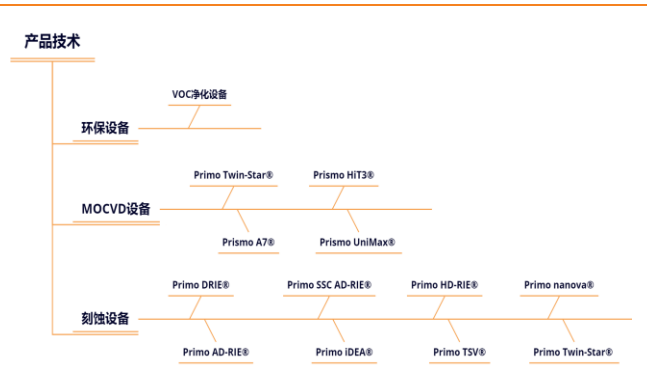 产品技术
VOC净化设备
环保设备
Primo Twin-Star® Prismo HiT3®
MOCVD设备
Prismo A7® Prismo UniMax®
Primo DRIE® Primo SSC AD-RIE® Primo HD-RIE® Primo nanova®
刻蚀设备
Primo AD-RIE® Primo iDEA® Primo TSV® Primo Twin-Star®